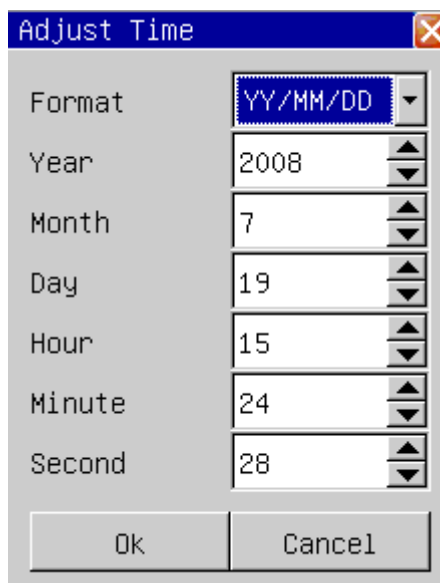 Adjust Time
Format YY/MM/DD
Year 2008
Month 7
Day 19
Hour 15
Minute 24
Second 28
Ok Cancel